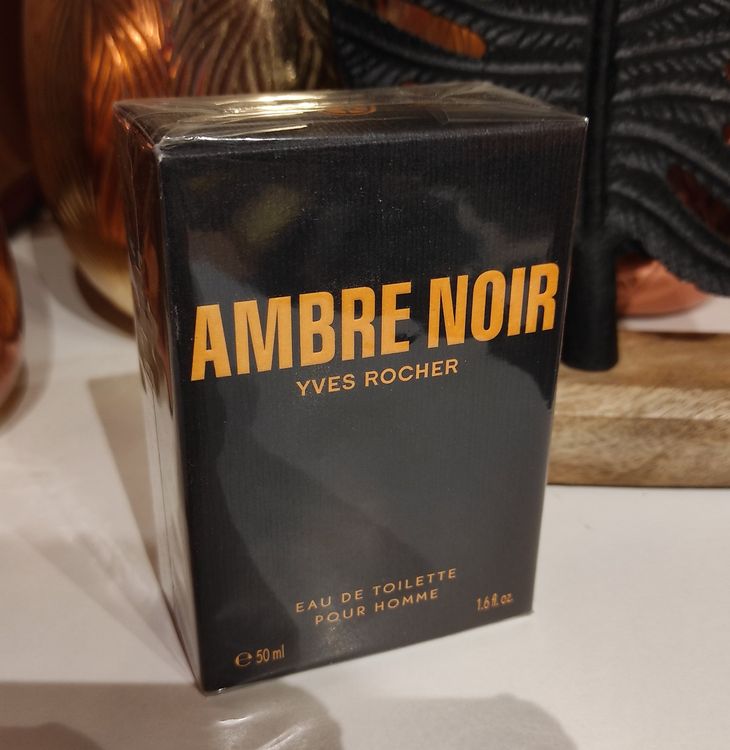 AMBRE NOIR
YVES ROCHER
EAU DE TOILETTE
POUR HOMME
1.6 fl. oz.
℮ 50 ml